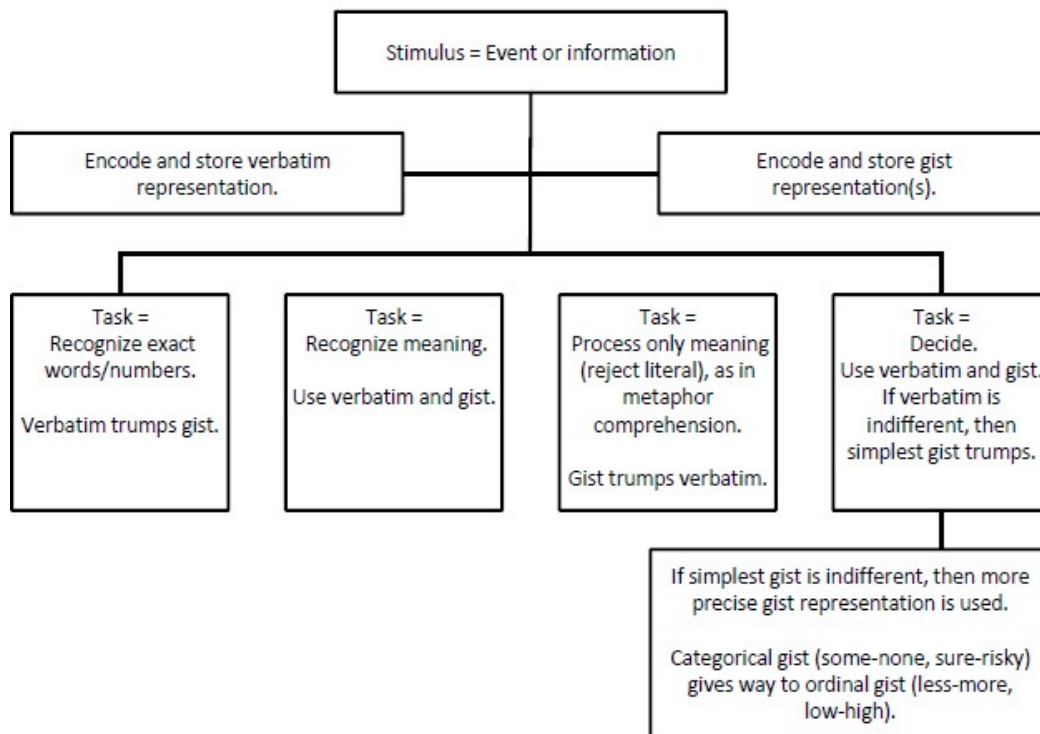 Stimulus = Event or information
Encode and store verbatim
representation.
Encode and store gist
representation(s).
Task =
Recognize exact
words/numbers.
Verbatim trumps gist.
Task =
Recognize meaning.
Use verbatim and gist.
Task =
Process only meaning
(reject literal), as in
metaphor
comprehension.
Gist trumps verbatim.
Task =
Decide.
Use verbatim and gist.
If verbatim is
indifferent, then
simplest gist trumps.
If simplest gist is indifferent, then more
precise gist representation is used.
Categorical gist (some-none, sure-risky)
gives way to ordinal gist (less-more,
low-high).